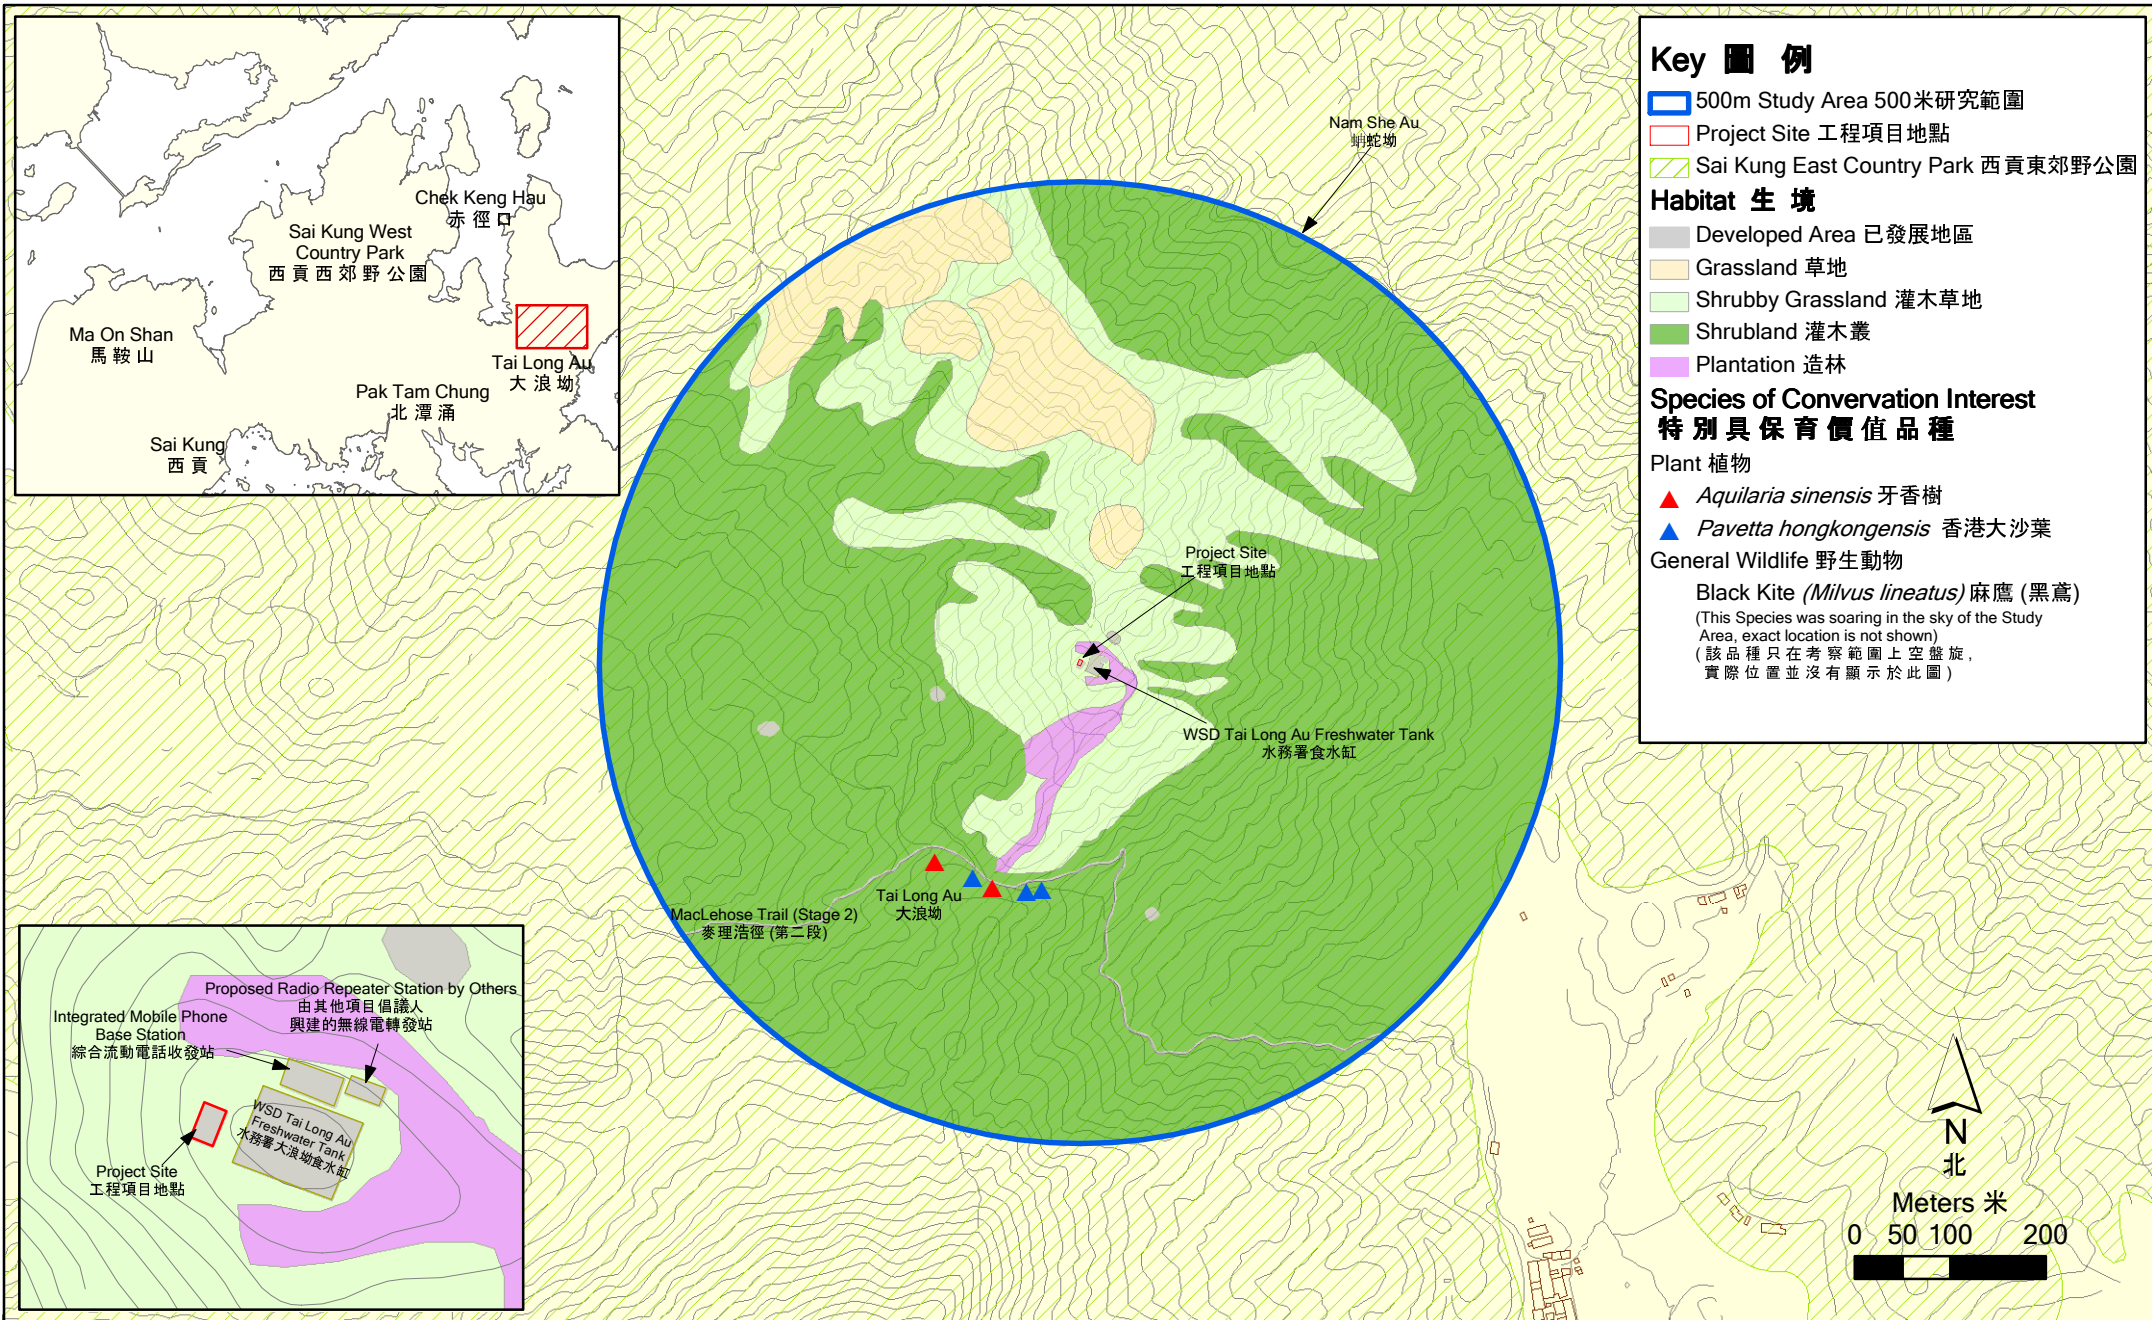 Chek Keng Hau
赤徑口
Sai Kung West
Country Park
西貢西郊野公園
Ma On Shan
馬鞍山
Tai Long Au
大浪坳
Pak Tam Chung
北潭涌
Sai Kung
西貢
Nam She Au
蚺蛇坳
Project Site
工程項目地點
WSD Tai Long Au Freshwater Tank
水務署食水缸
Tai Long Au
大浪坳
MacLehose Trail (Stage 2)
麥理浩徑 (第二段)
Key 圖例
500m Study Area 500米研究範圍
Project Site 工程項目地點
Sai Kung East Country Park 西貢東郊野公園
Habitat 生境
Developed Area 已發展地區
Grassland 草地
Shrubby Grassland 灌木草地
Shrubland 灌木叢
Plantation 造林
Species of Convervation Interest
特別具保育價值品種
Plant 植物
Aquilaria sinensis 牙香樹
Pavetta hongkongensis 香港大沙葉
General Wildlife 野生動物
Black Kite (Milvus lineatus) 麻鷹 (黑鳶)
(This Species was soaring in the sky of the Study
Area, exact location is not shown)
(該品種只在考察範圍上空盤旋,
實際位置並沒有顯示於此圖)
Proposed Radio Repeater Station by Others
由其他項目倡議人
興建的無線電轉發站
Integrated Mobile Phone
Base Station
綜合流動電話收發站
WSD Tai Long Au
Freshwater Tank
水務署大浪坳食水缸
Project Site
工程項目地點
N
北
Meters 米
0 50 100 200